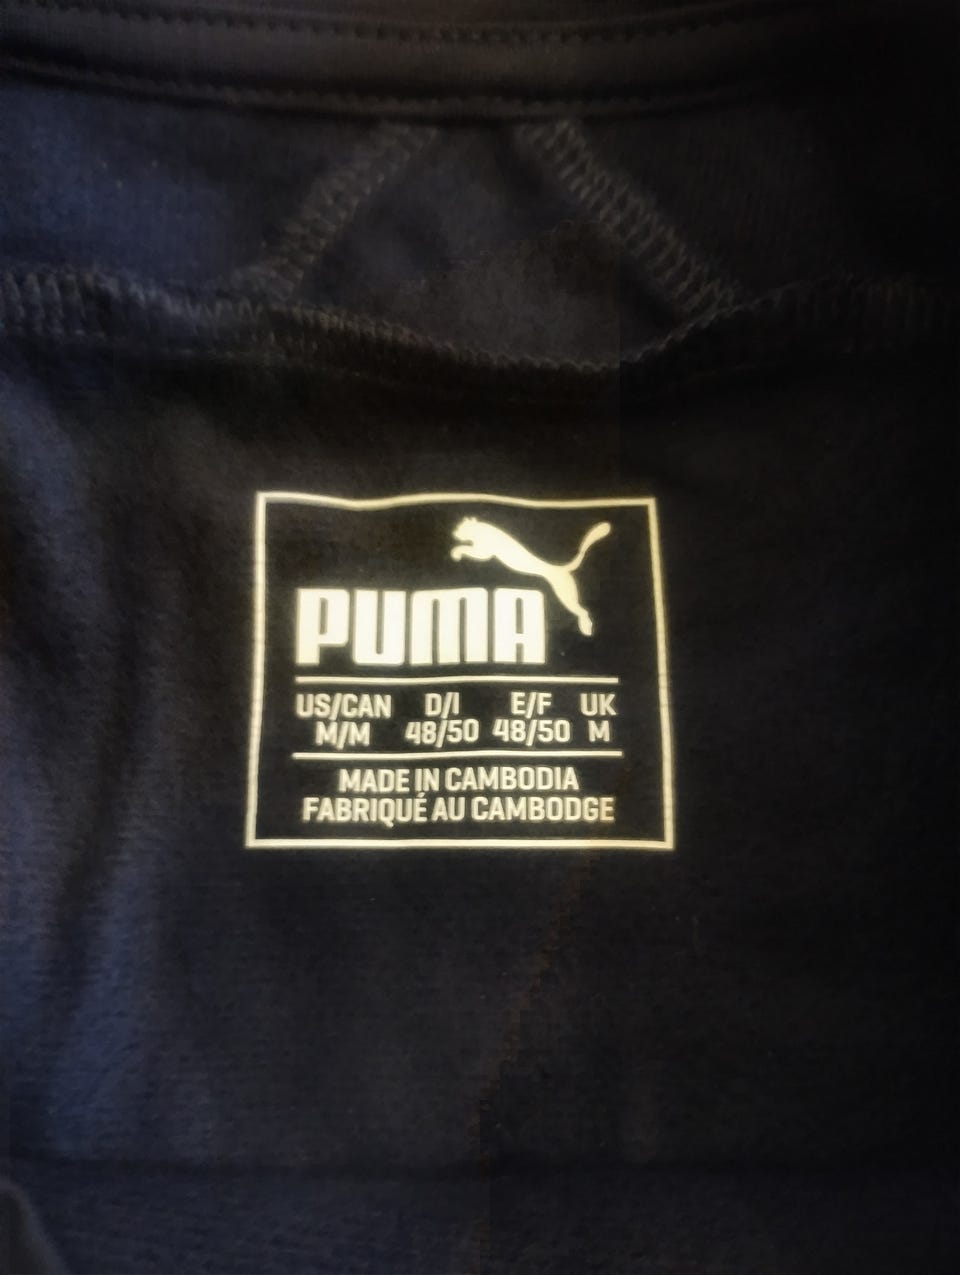 PUMA
US/CAN D/I E/F UK
M/M 48/50 48/50 M
MADE IN CAMBODIA
FABRIQUÉ AU CAMBODGE